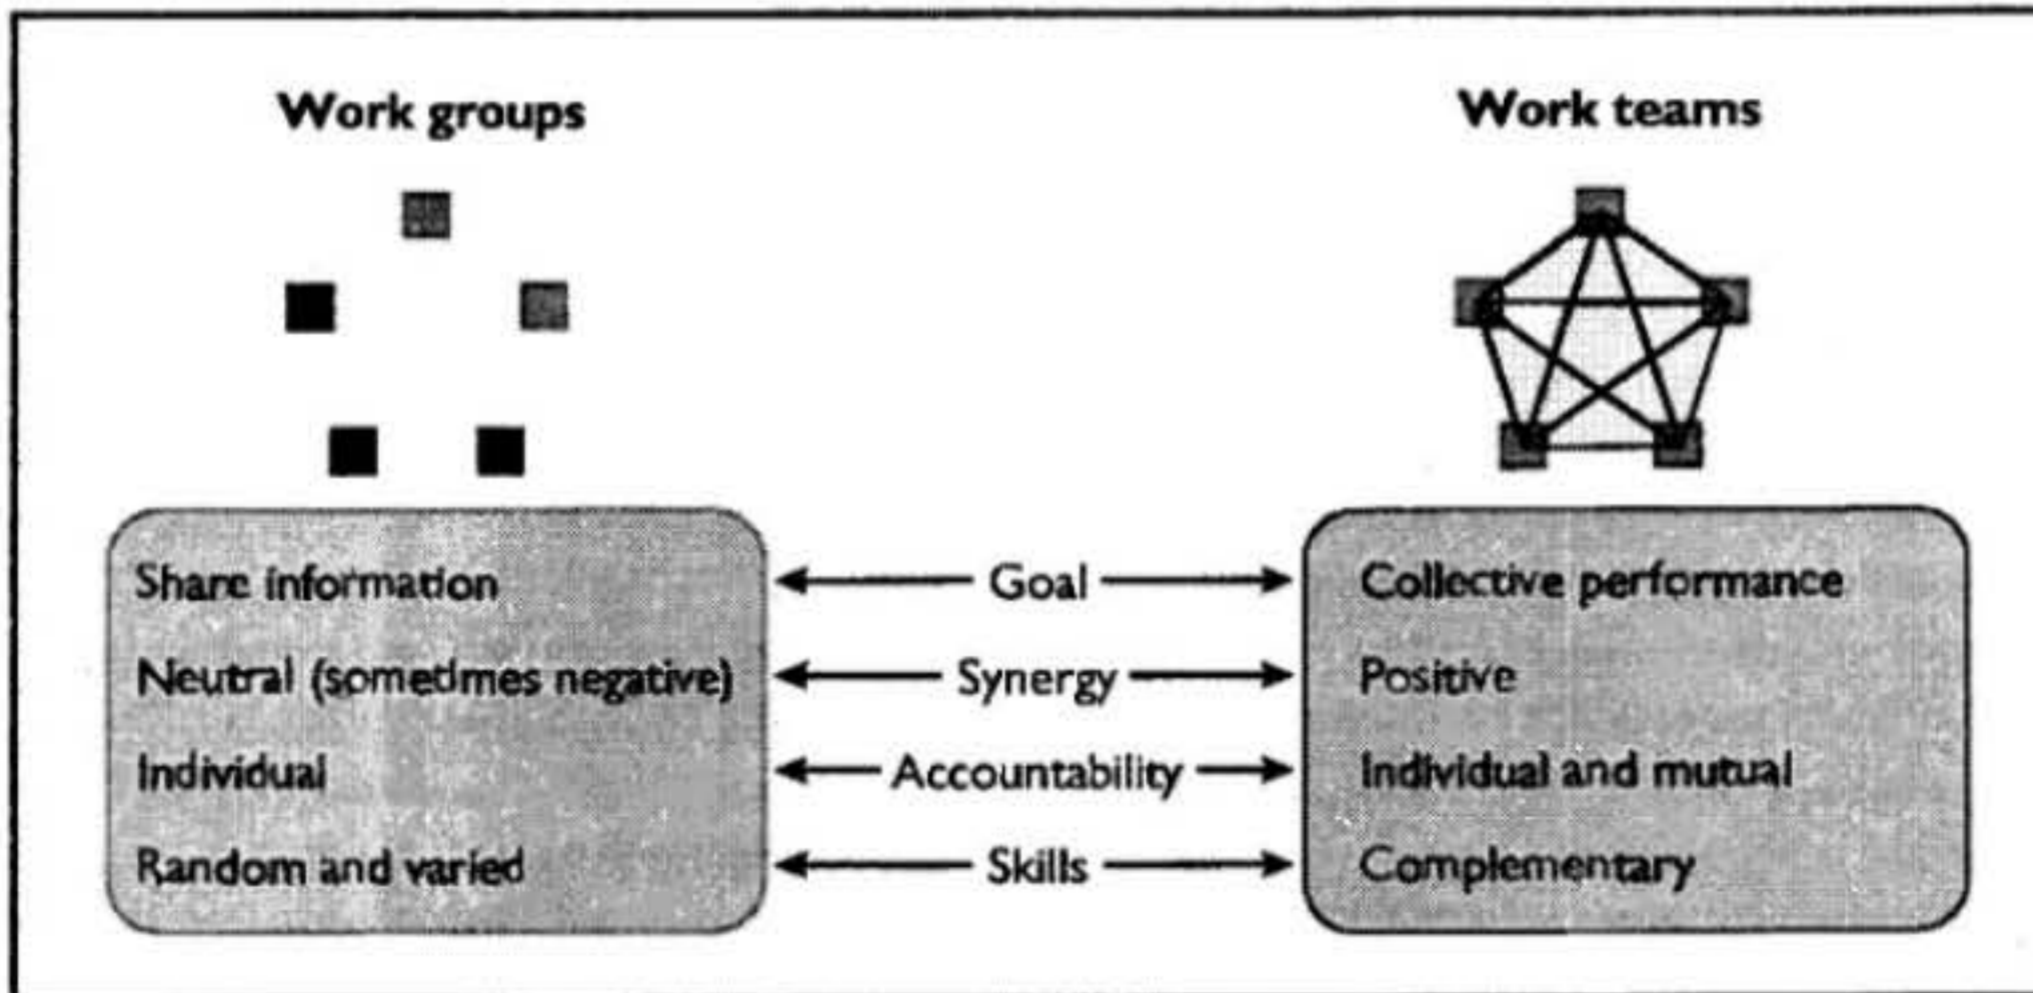 Work groups
Work teams
Share information
Goal
Collective performance
Neutral (sometimes negative)
Synergy
Positive
Individual
Accountability
Individual and mutual
Random and varied
Skills
Complementary